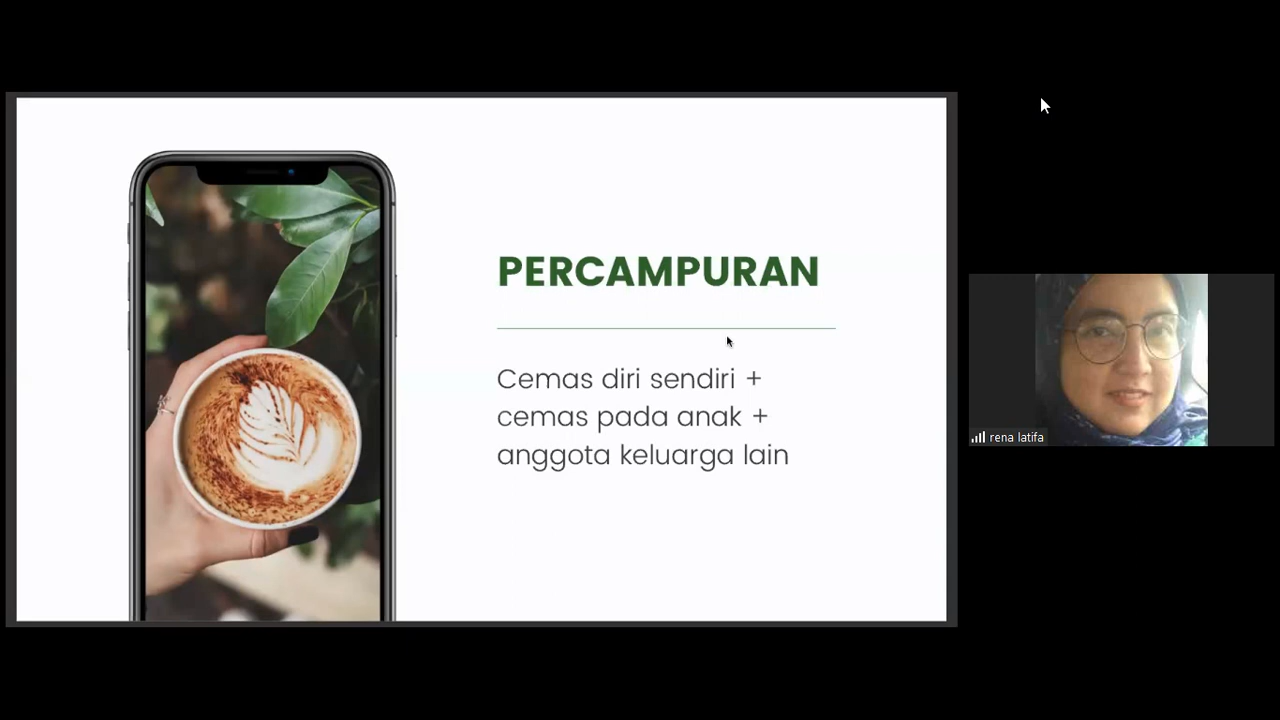 PERCAMPURAN
Cemas diri sendiri +
cemas pada anak +
anggota keluarga lain
rena latifa